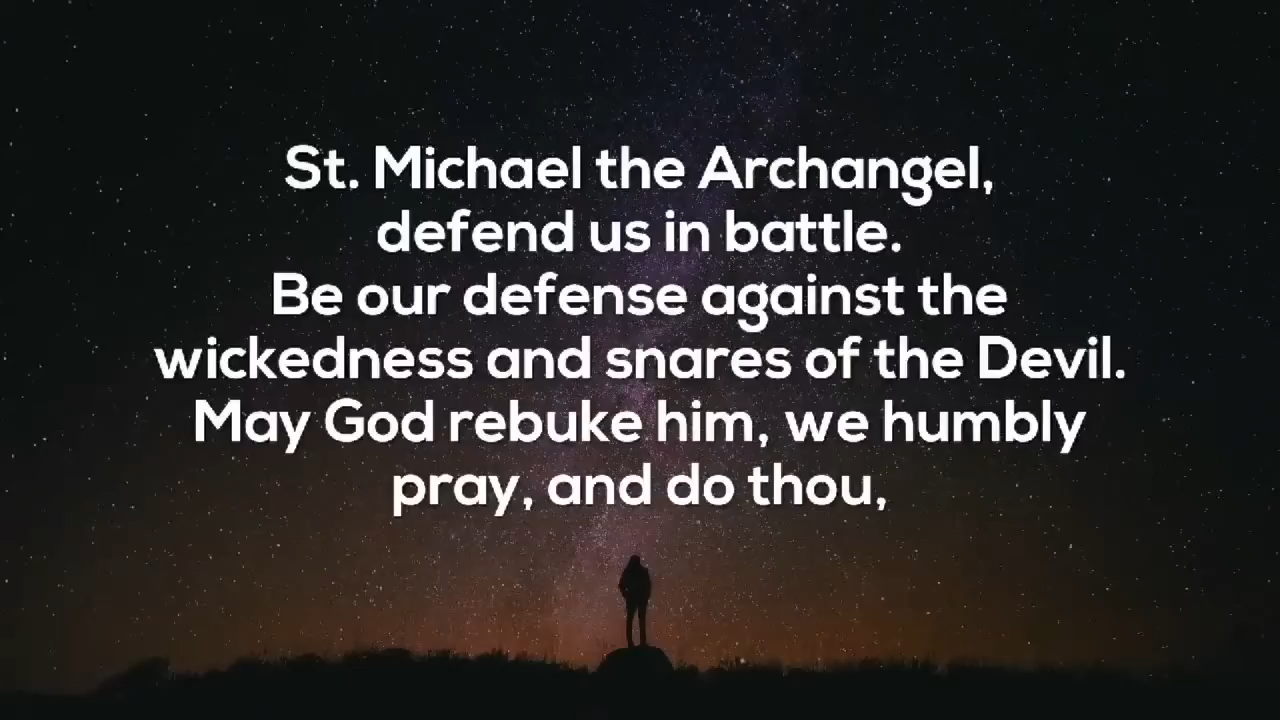 St. Michael the Archangel,
defend us in battle.
Be our defense against the
wickedness and snares of the Devil.
May God rebuke him, we humbly
pray, and do thou,